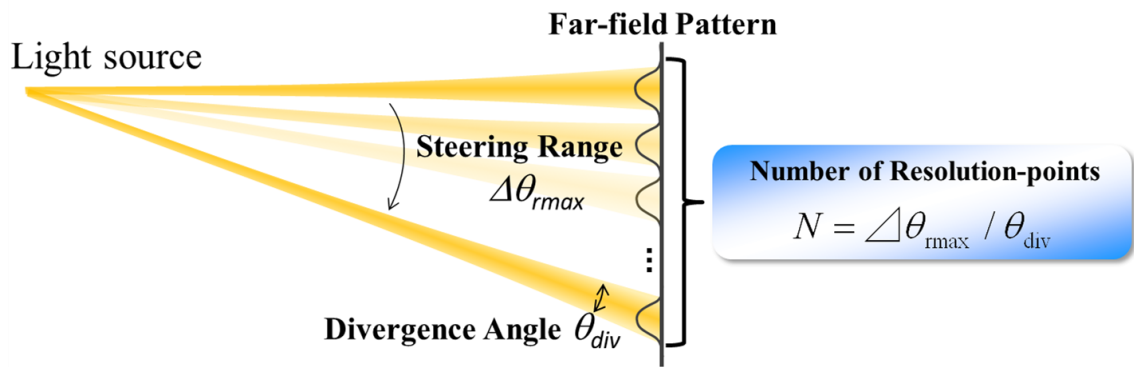 Far-field Pattern
Light source
Steering Range
Δθrmax
Number of Resolution-points
N = ⊿θrmax / θdiv
...
Divergence Angle θdiv